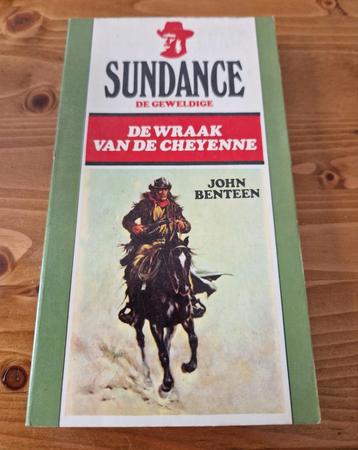 SUNDANCE
DE GEWELDIGE
DE WRAAK
VAN DE CHEYENNE
JOHN
BENTEEN